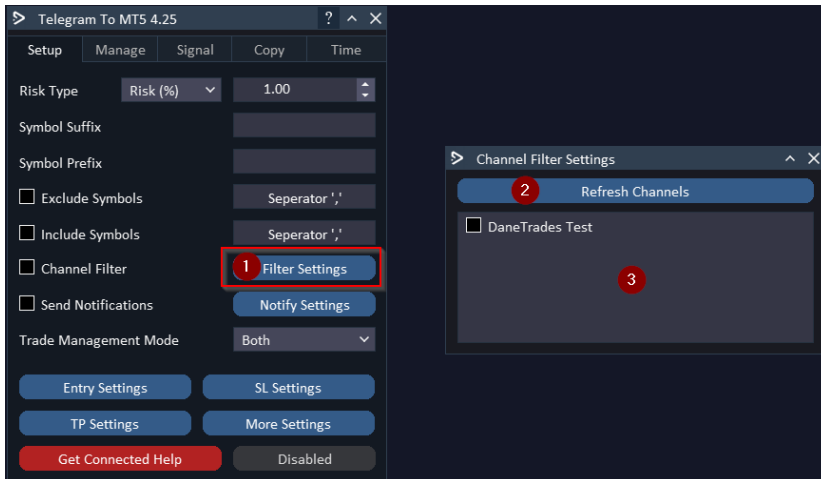 Telegram To MT5 4.25 ?
Setup Manage Signal Copy Time
Risk Type Risk (%) 1.00
Symbol Suffix
Symbol Prefix
Exclude Symbols Seperator ','
Include Symbols Seperator ','
Channel Filter 1 Filter Settings
Send Notifications Notify Settings
Trade Management Mode Both
Entry Settings SL Settings
TP Settings More Settings
Get Connected Help Disabled
Channel Filter Settings
2 Refresh Channels
DaneTrades Test
3